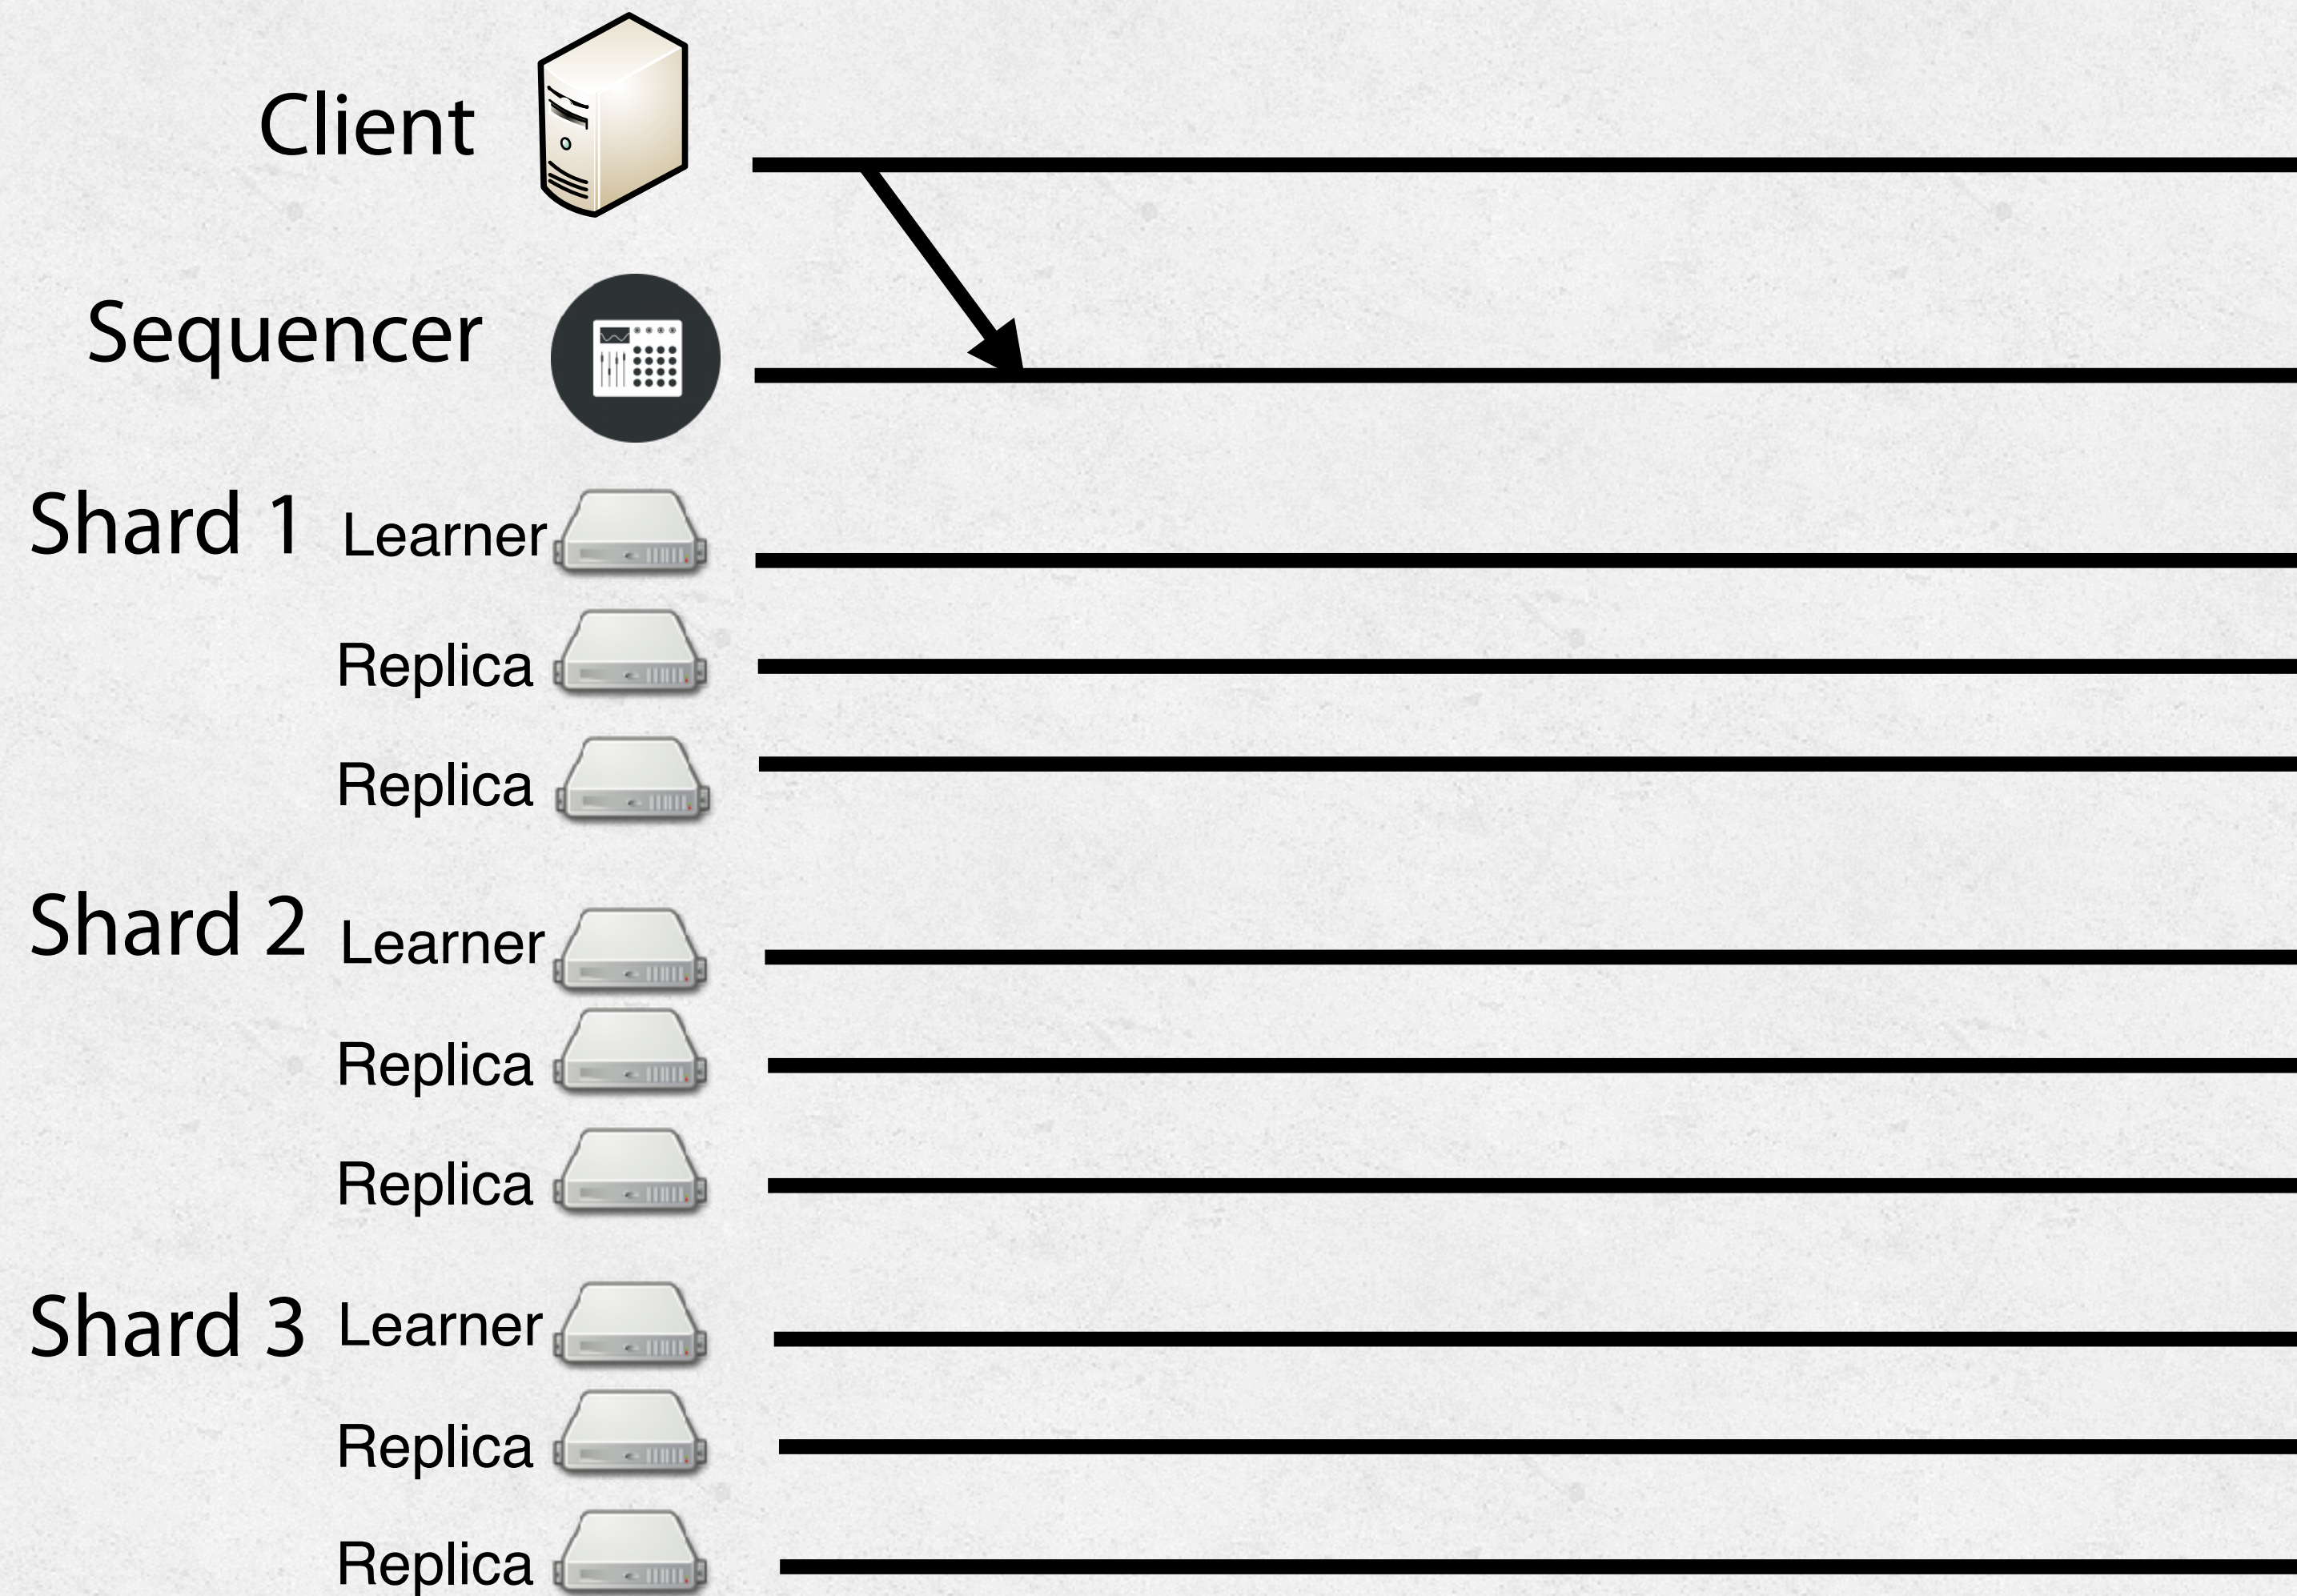 Client
Sequencer
Shard 1 Learner
Replica
Replica
Shard 2 Learner
Replica
Replica
Shard 3 Learner
Replica
Replica